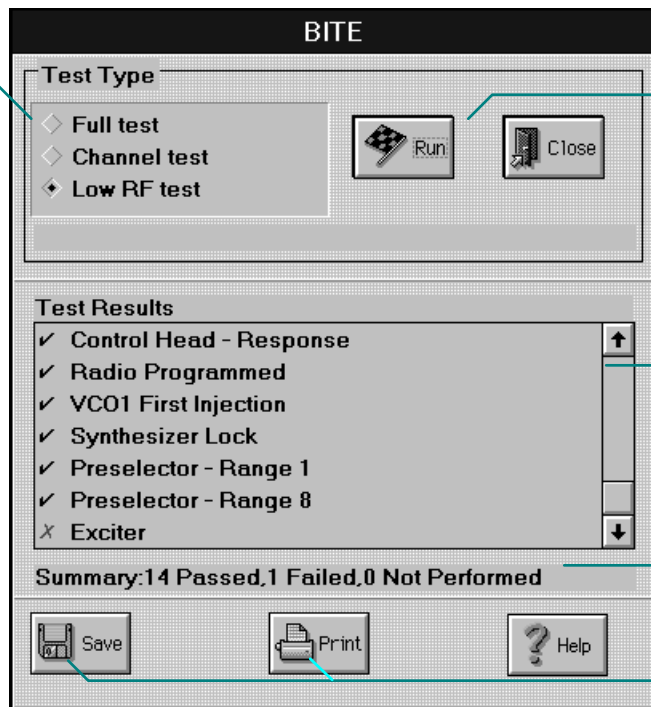 BITE
Test Type
Full test
Channel test
Low RF test
Run
Close
Test Results
✔ Control Head - Response
✔ Radio Programmed
✔ VCO1 First Injection
✔ Synthesizer Lock
✔ Preselector - Range 1
✔ Preselector - Range 8
✗ Exciter
Summary:14 Passed,1 Failed,0 Not Performed
Save
Print
Help